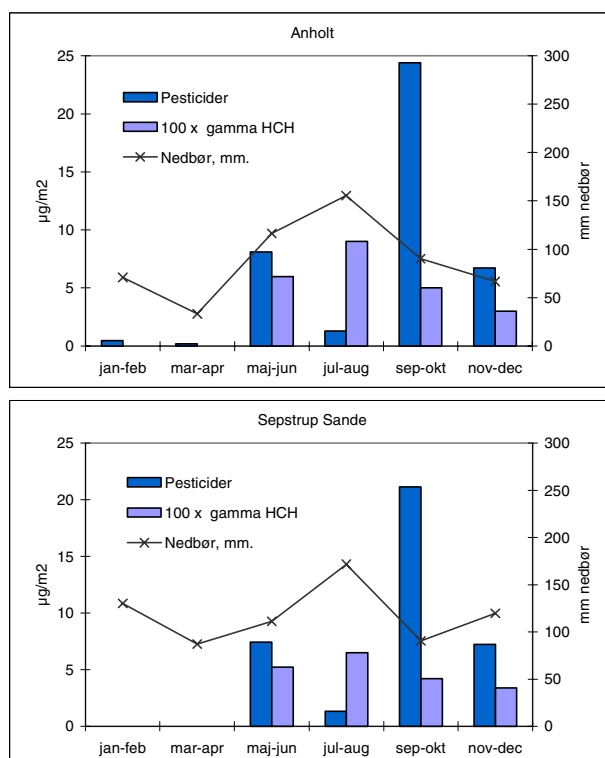 Anholt
25
20
15
10
5
0
µg/m2
Pesticider
100 x gamma HCH
Nedbør, mm.
300
250
200
150
100
50
0
mm nedbør
jan-feb mar-apr maj-jun jul-aug sep-okt nov-dec
Sepstrup Sande
25
20
15
10
5
0
µg/m2
Pesticider
100 x gamma HCH
Nedbør, mm.
300
250
200
150
100
50
0
mm nedbør
jan-feb mar-apr maj-jun jul-aug sep-okt nov-dec